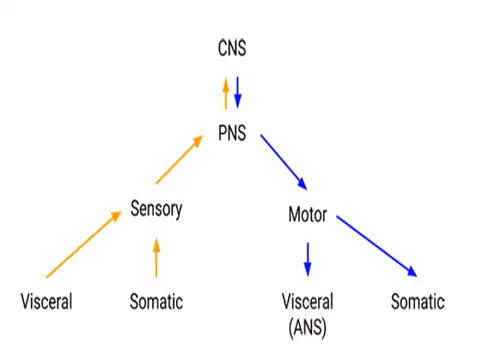 CNS
PNS
Sensory
Motor
Visceral
Somatic
Visceral
(ANS)
Somatic